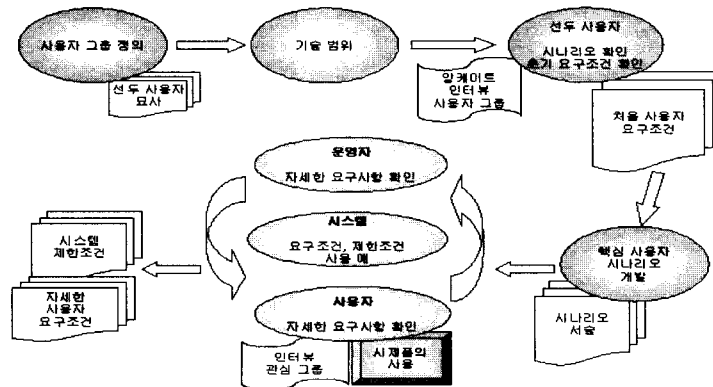 사용자 그룹 정의
선두 사용자
묘사
기술 범위
선두 사용자
시나리오 확인
초기 요구조건 확인
앙케이트
인터뷰
사용자 그룹
처음 사용자
요구조건
핵심 사용자
시나리오
개발
시나리오
서술
운영자
자세한 요구사항 확인
시스템
요구조건, 제한조건
사용 예
사용자
자세한 요구사항 확인
인터뷰
관심 그룹
시제품의
사용
시스템
제한조건
자세한
사용자
요구조건